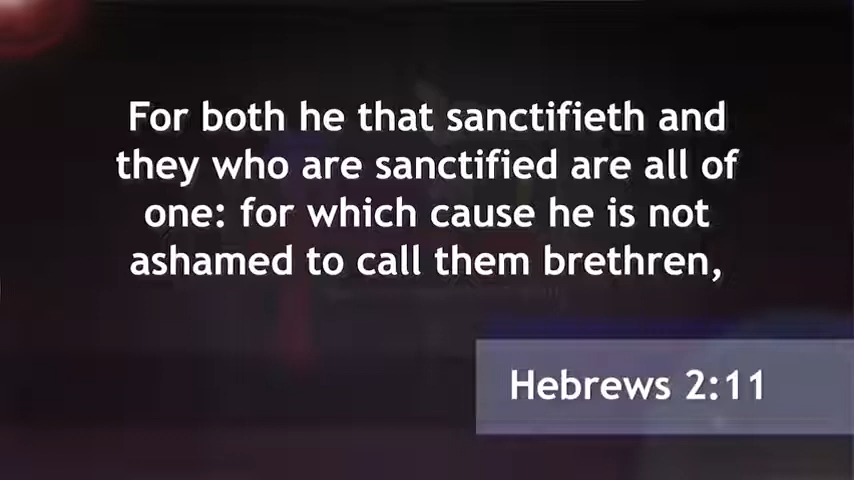 For both he that sanctifieth and
they who are sanctified are all of
one: for which cause he is not
ashamed to call them brethren,
Hebrews 2:11